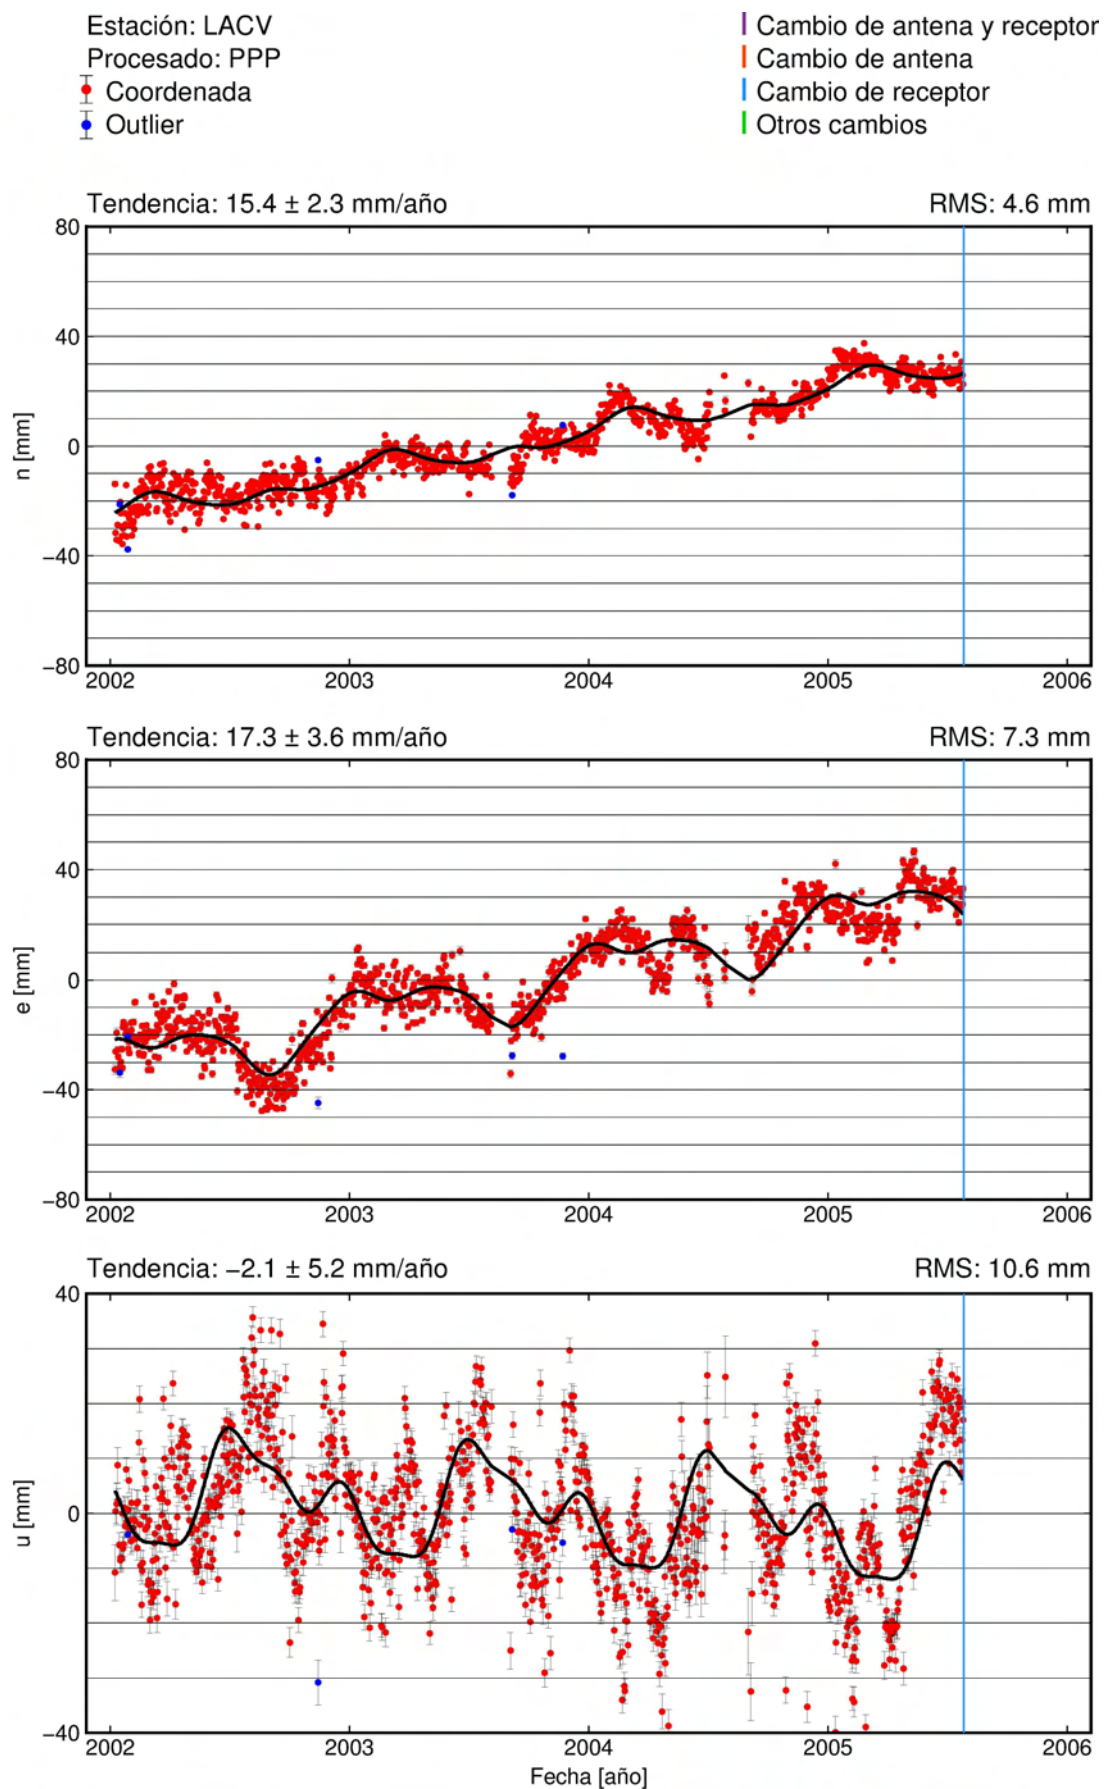 Estación: LACV
Procesado: PPP
Coordenada
Outlier
Cambio de antena y receptor
Cambio de antena
Cambio de receptor
Otros cambios
Tendencia: 15.4 ± 2.3 mm/año RMS: 4.6 mm
80
40
0
−40
−80
n [mm]
2002 2003 2004 2005 2006
Tendencia: 17.3 ± 3.6 mm/año RMS: 7.3 mm
80
40
0
−40
−80
e [mm]
2002 2003 2004 2005 2006
Tendencia: −2.1 ± 5.2 mm/año RMS: 10.6 mm
40
20
0
−20
−40
u [mm]
2002 2003 2004 2005 2006
Fecha [año]